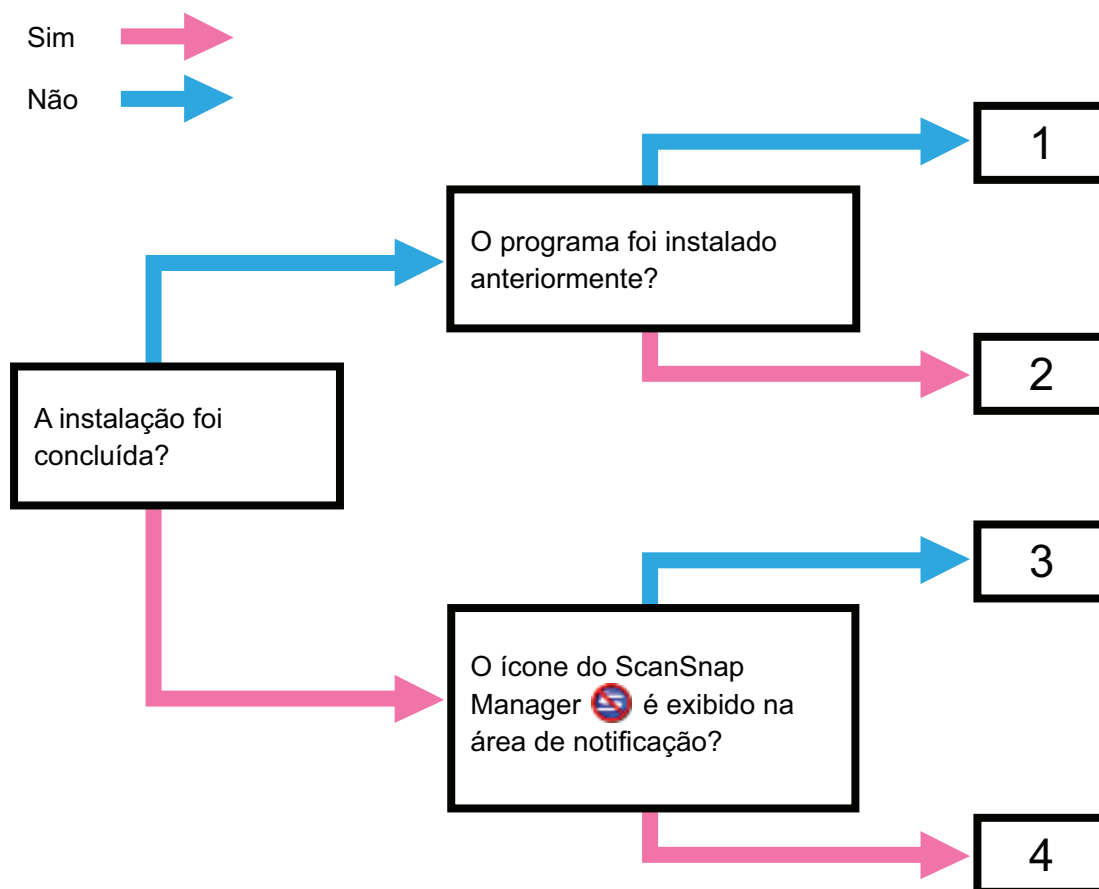 Sim
Não
1
O programa foi instalado
anteriormente?
2
A instalação foi
concluída?
3
O ícone do ScanSnap
Manager é exibido na
área de notificação?
4